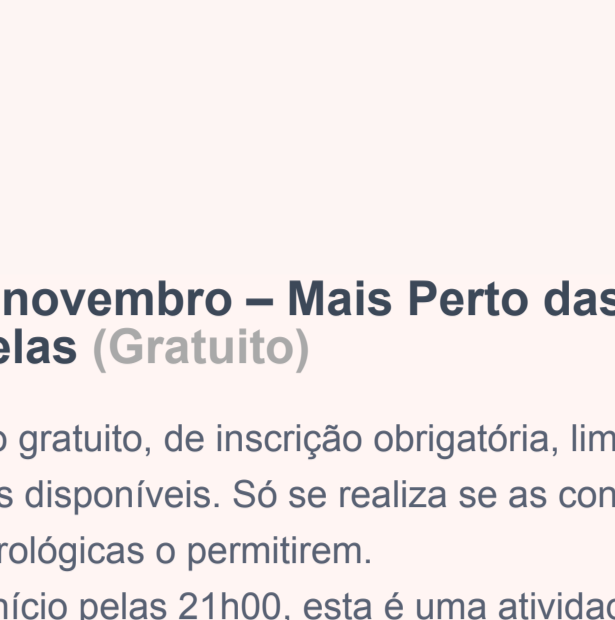 novembro – Mais Perto das
elas (Gratuito)
o gratuito, de inscrição obrigatória, lim
s disponíveis. Só se realiza se as con
rológicas o permitirem.
nício pelas 21h00, esta é uma atividad